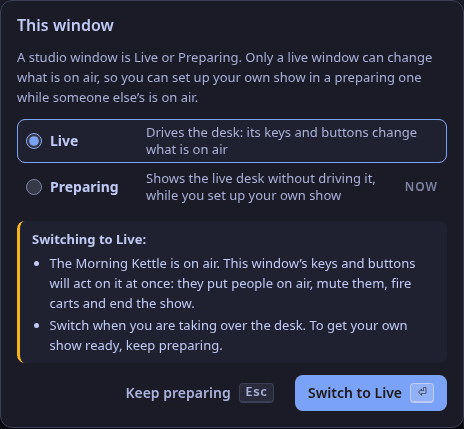 This window
A studio window is Live or Preparing. Only a live window can change
what is on air, so you can set up your own show in a preparing one
while someone else's is on air.
Live
Drives the desk: its keys and buttons change
what is on air
Preparing
Shows the live desk without driving it,
while you set up your own show
NOW
Switching to Live:
• The Morning Kettle is on air. This window's keys and buttons
will act on it at once: they put people on air, mute them, fire
carts and end the show.
• Switch when you are taking over the desk. To get your own
show ready, keep preparing.
Keep preparing Esc
Switch to Live ⏎